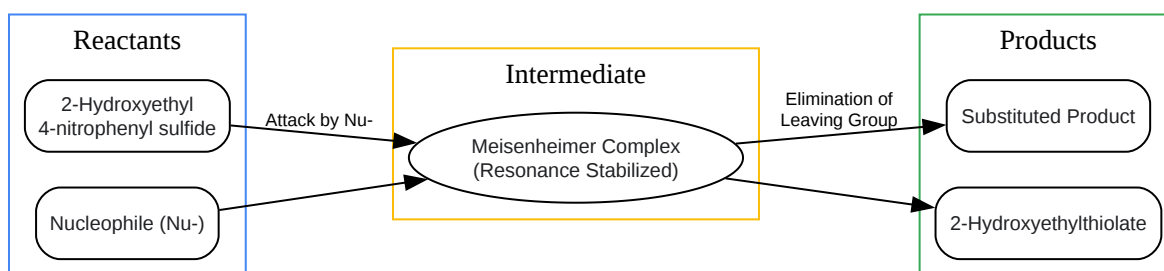 Reactants
2-Hydroxyethyl
4-nitrophenyl sulfide
Nucleophile (Nu-)
Attack by Nu-
Intermediate
Meisenheimer Complex
(Resonance Stabilized)
Elimination of
Leaving Group
Products
Substituted Product
2-Hydroxyethylthiolate